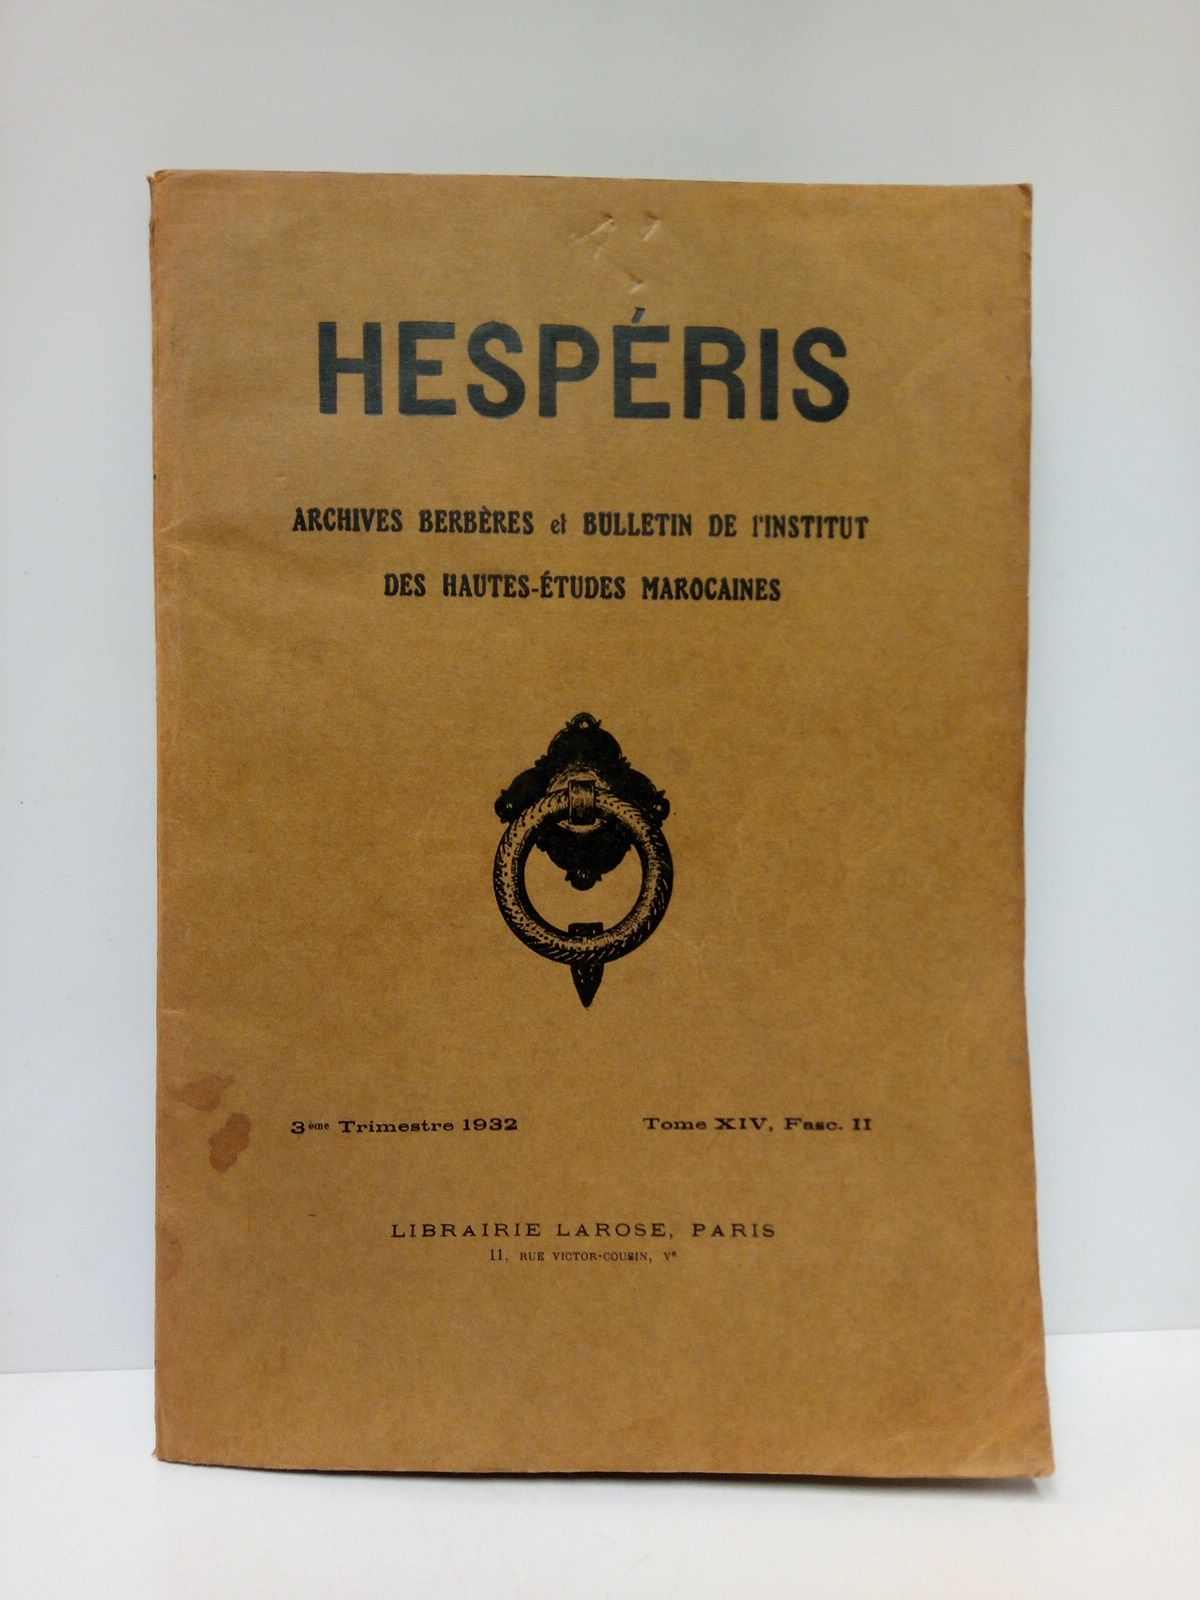 HESPÉRIS
ARCHIVES BERBÈRES et BULLETIN DE l'INSTITUT
DES HAUTES-ÉTUDES MAROCAINES
3ème Trimestre 1932 Tome XIV, Fasc. II
LIBRAIRIE LAROSE, PARIS
11, RUE VICTOR-COUSIN, Ve